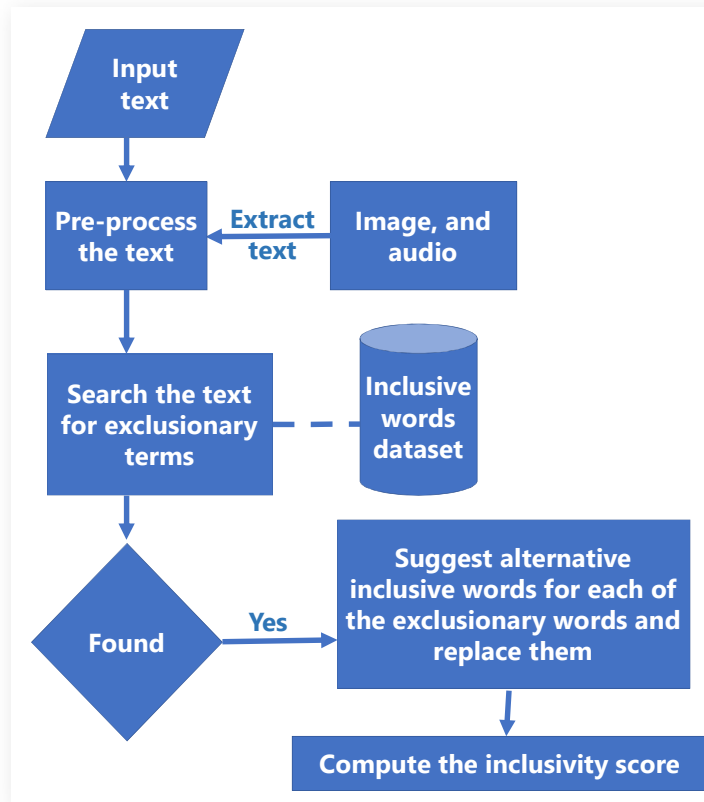 Input
text
Pre-process
the text
Extract
text
Image, and
audio
Search the text
for exclusionary
terms
Inclusive
words
dataset
Found
Yes
Suggest alternative
inclusive words for each of
the exclusionary words and
replace them
Compute the inclusivity score